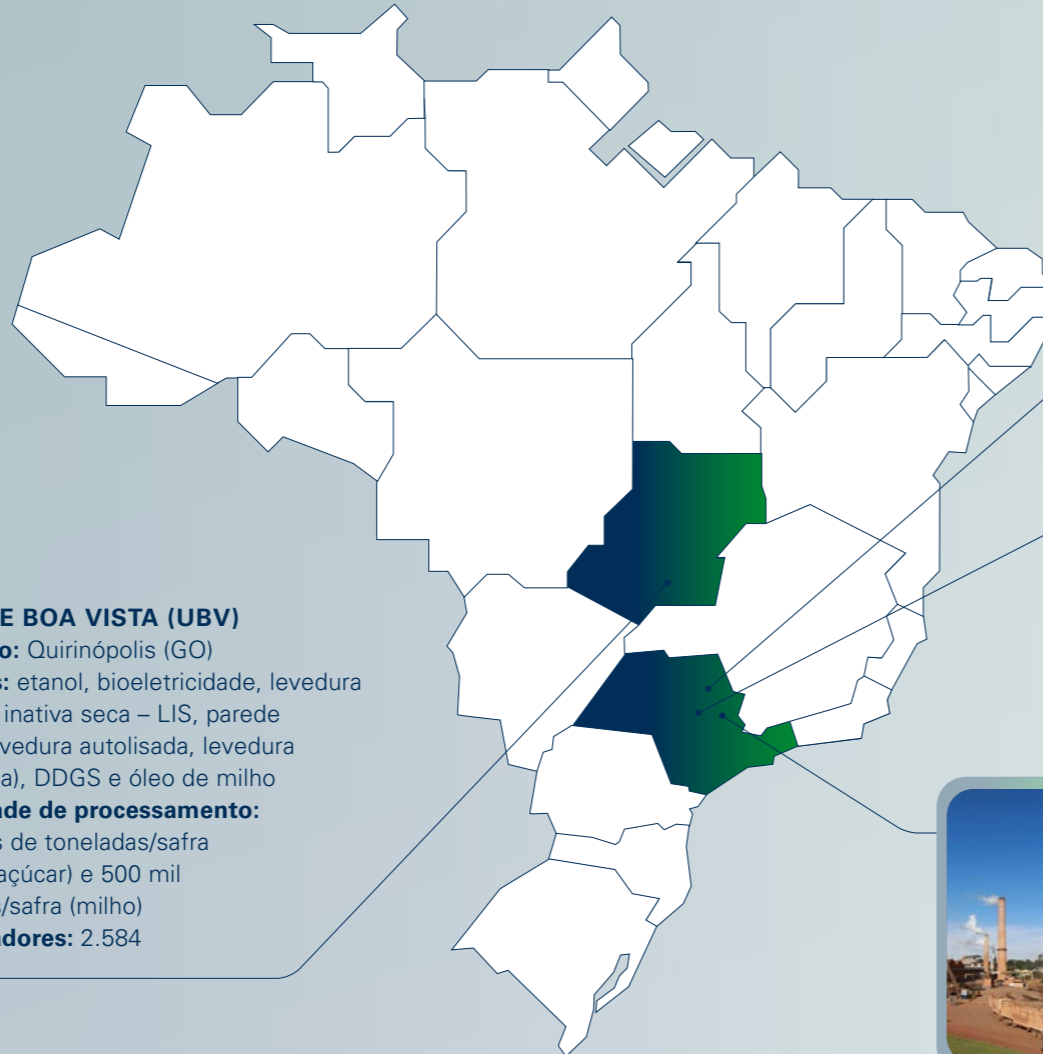 E BOA VISTA (UBV)
o: Quirinópolis (GO)
s: etanol, bioeletricidade, levedura
inativa seca – LIS, parede
vedura autolisada, levedura
a), DDGS e óleo de milho
ade de processamento:
s de toneladas/safra
açúcar) e 500 mil
s/safra (milho)
adores: 2.584